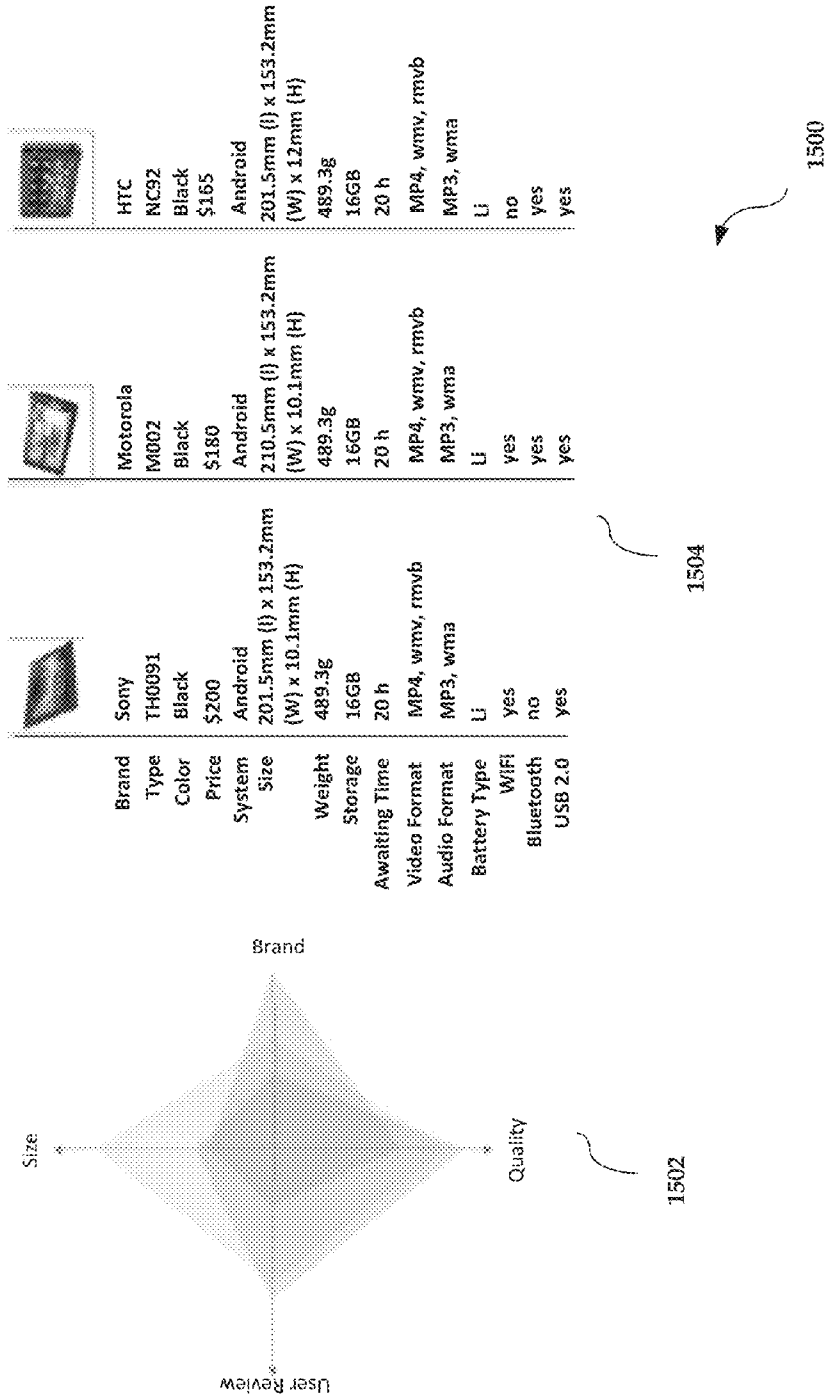 Size
Brand
Quality
User Review
1502
Brand Sony Motorola HTC
Type TH0091 M002 NC92
Color Black Black Black
Price $200 $180 $165
System Android Android Android
Size 201.5mm (l) x 153.2mm 210.5mm (l) x 153.2mm 201.5mm (l) x 153.2mm
(W) x 10.1mm (H) (W) x 10.1mm (H) (W) x 12mm (H)
Weight 489.3g 489.3g 489.3g
Storage 16GB 16GB 16GB
Awaiting Time 20 h 20 h 20 h
Video Format MP4, wmv, rmvb MP4, wmv, rmvb MP4, wmv, rmvb
Audio Format MP3, wma MP3, wma MP3, wma
Battery Type Li Li Li
WiFi yes yes no
Bluetooth no yes yes
USB 2.0 yes yes yes
1504
1500